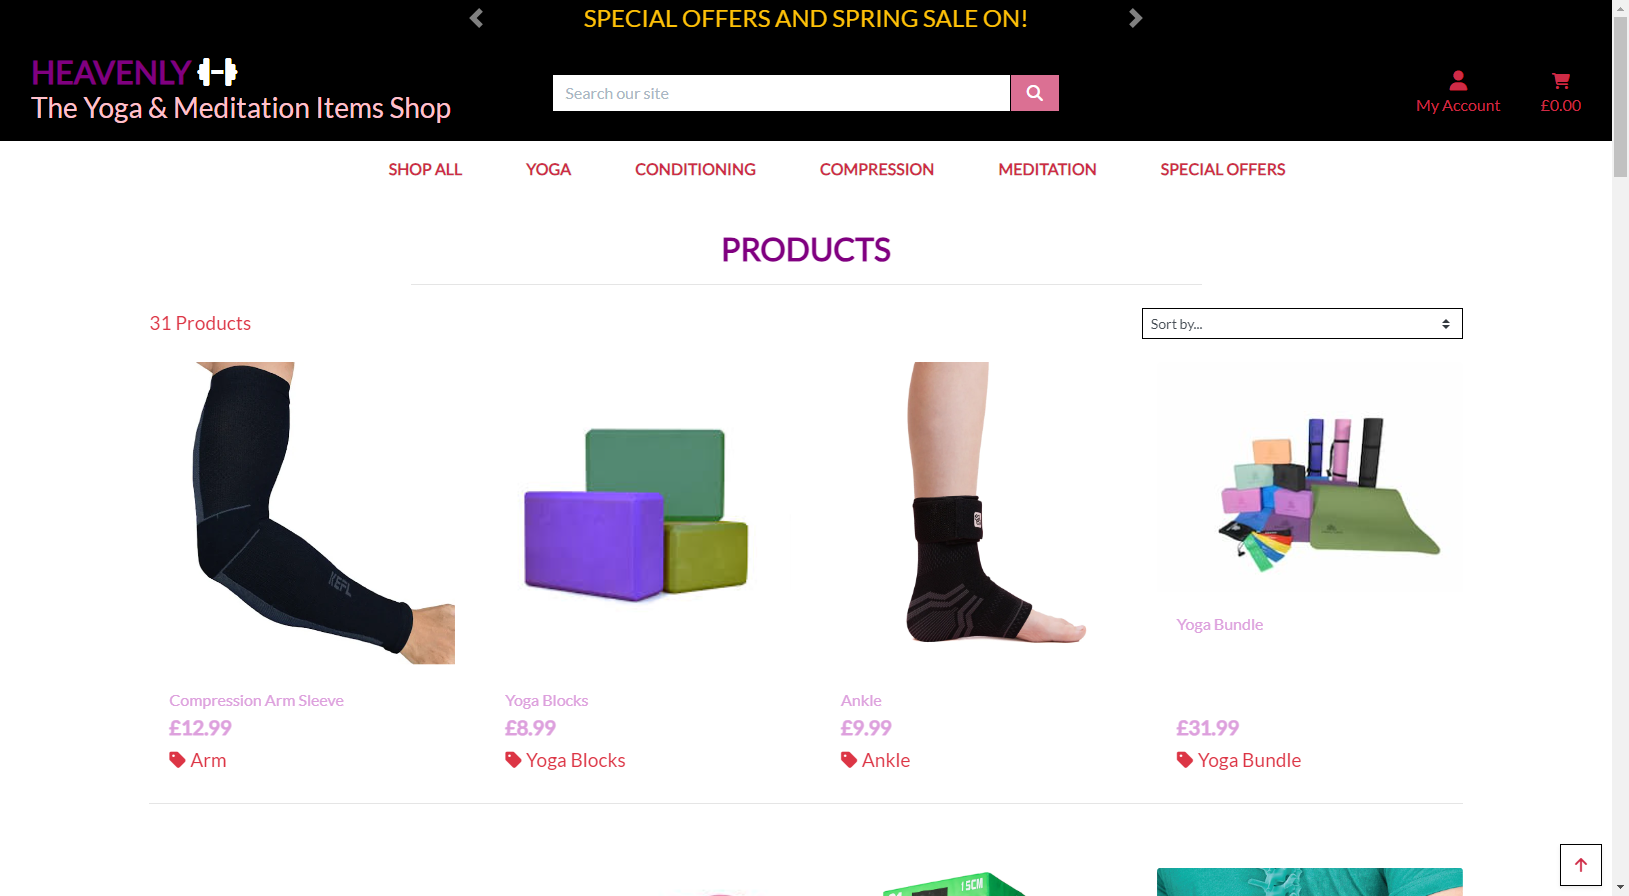 SPECIAL OFFERS AND SPRING SALE ON!
HEAVENLY
The Yoga & Meditation Items Shop
Search our site
My Account
£0.00
SHOP ALL
YOGA
CONDITIONING
COMPRESSION
MEDITATION
SPECIAL OFFERS
PRODUCTS
31 Products
Sort by...
KEFL
Compression Arm Sleeve
£12.99
Arm
Yoga Blocks
£8.99
Yoga Blocks
Ankle
£9.99
Ankle
Yoga Bundle
£31.99
Yoga Bundle
15CM